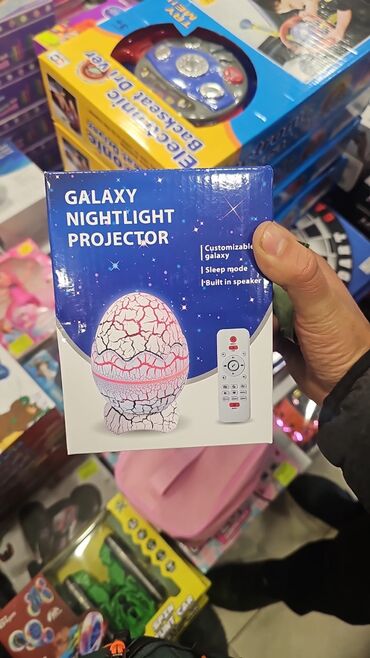 Electronic
Backseat Driver
GALAXY
NIGHTLIGHT
PROJECTOR
Customizable
galaxy
Sleep mode
Built in speaker